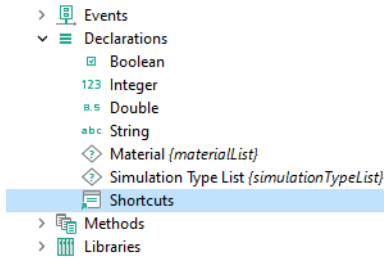 Events
Declarations
Boolean
123 Integer
8.5 Double
abc String
Material {materialList}
Simulation Type List {simulationTypeList}
Shortcuts
Methods
Libraries